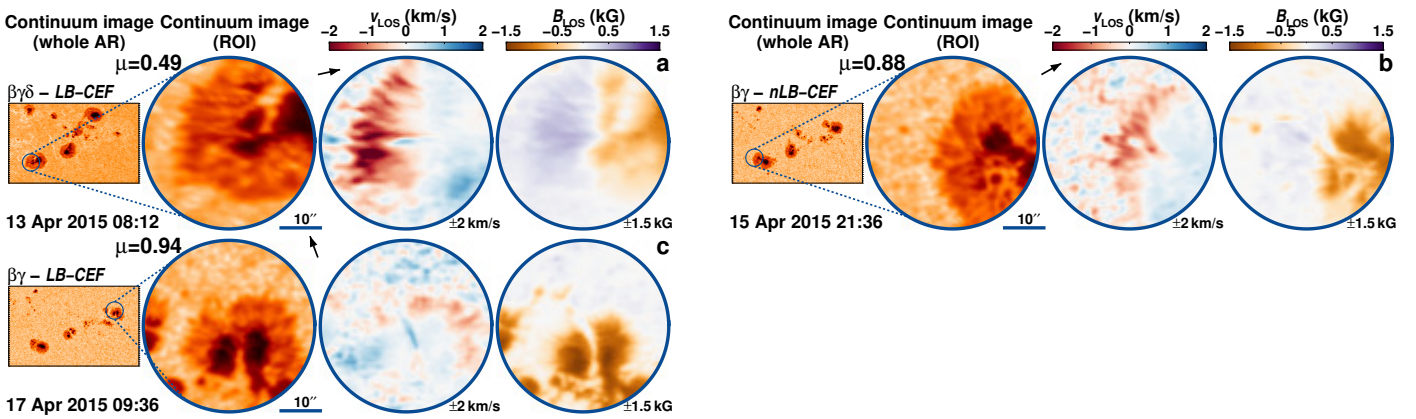 Continuum image
(whole AR)
Continuum image
(ROI)
v_LOS (km/s)
−2 −1 0 1 2
B_LOS (kG)
−1.5 −0.5 0.5 1.5
μ=0.49
a
βγδ − LB−CEF
13 Apr 2015 08:12
10″
±2 km/s
±1.5 kG
Continuum image
(whole AR)
Continuum image
(ROI)
v_LOS (km/s)
−2 −1 0 1 2
B_LOS (kG)
−1.5 −0.5 0.5 1.5
μ=0.88
b
βγ − nLB−CEF
15 Apr 2015 21:36
10″
±2 km/s
±1.5 kG
μ=0.94
c
βγ − LB−CEF
17 Apr 2015 09:36
10″
±2 km/s
±1.5 kG